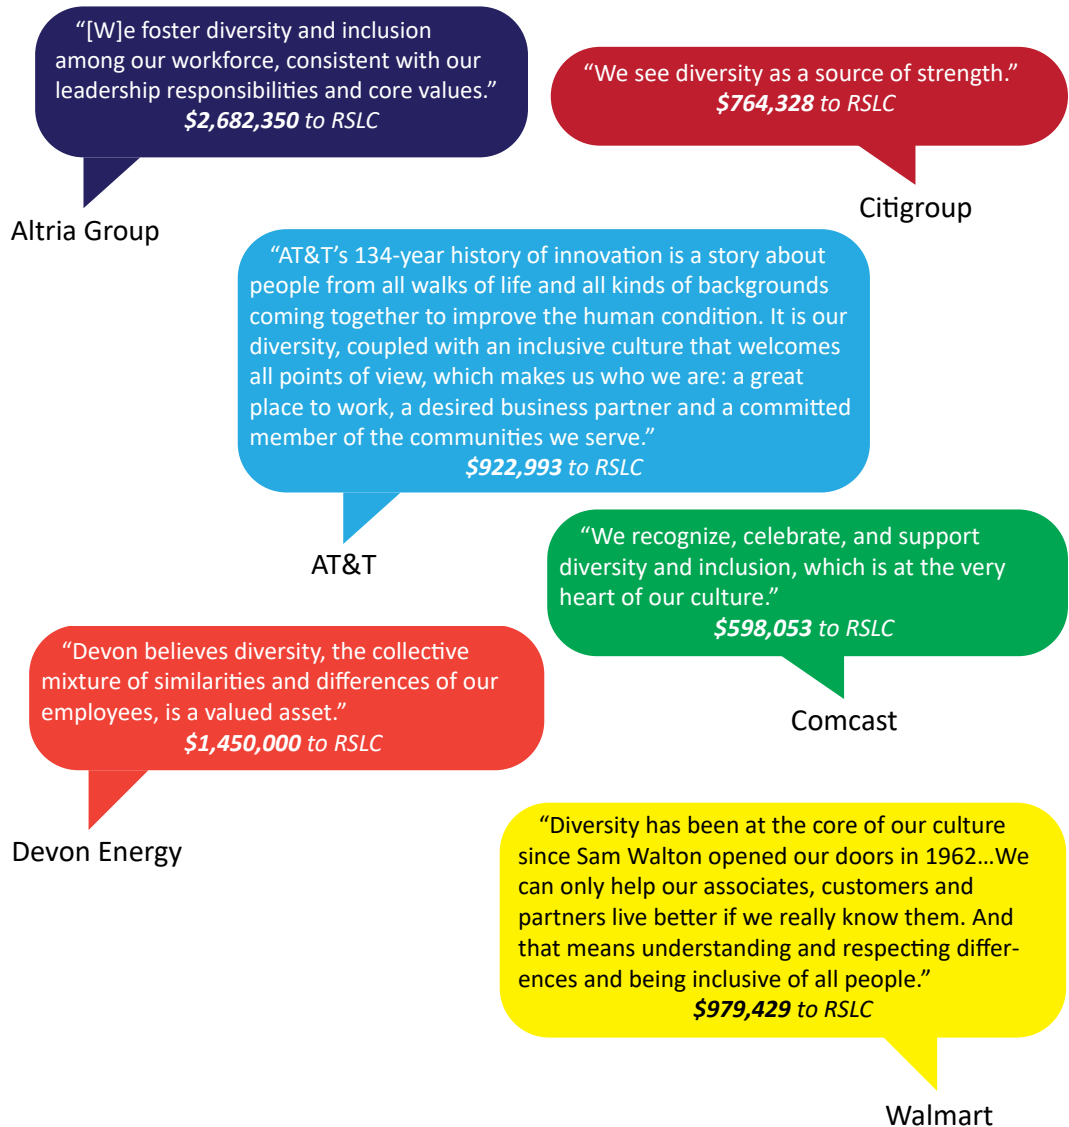 “[W]e foster diversity and inclusion
among our workforce, consistent with our
leadership responsibilities and core values.”
$2,682,350 to RSLC
Altria Group
“We see diversity as a source of strength.”
$764,328 to RSLC
Citigroup
“AT&T’s 134-year history of innovation is a story about
people from all walks of life and all kinds of backgrounds
coming together to improve the human condition. It is our
diversity, coupled with an inclusive culture that welcomes
all points of view, which makes us who we are: a great
place to work, a desired business partner and a committed
member of the communities we serve.”
$922,993 to RSLC
AT&T
“We recognize, celebrate, and support
diversity and inclusion, which is at the very
heart of our culture.”
$598,053 to RSLC
Comcast
“Devon believes diversity, the collective
mixture of similarities and differences of our
employees, is a valued asset.”
$1,450,000 to RSLC
Devon Energy
“Diversity has been at the core of our culture
since Sam Walton opened our doors in 1962...We
can only help our associates, customers and
partners live better if we really know them. And
that means understanding and respecting differ-
ences and being inclusive of all people.”
$979,429 to RSLC
Walmart